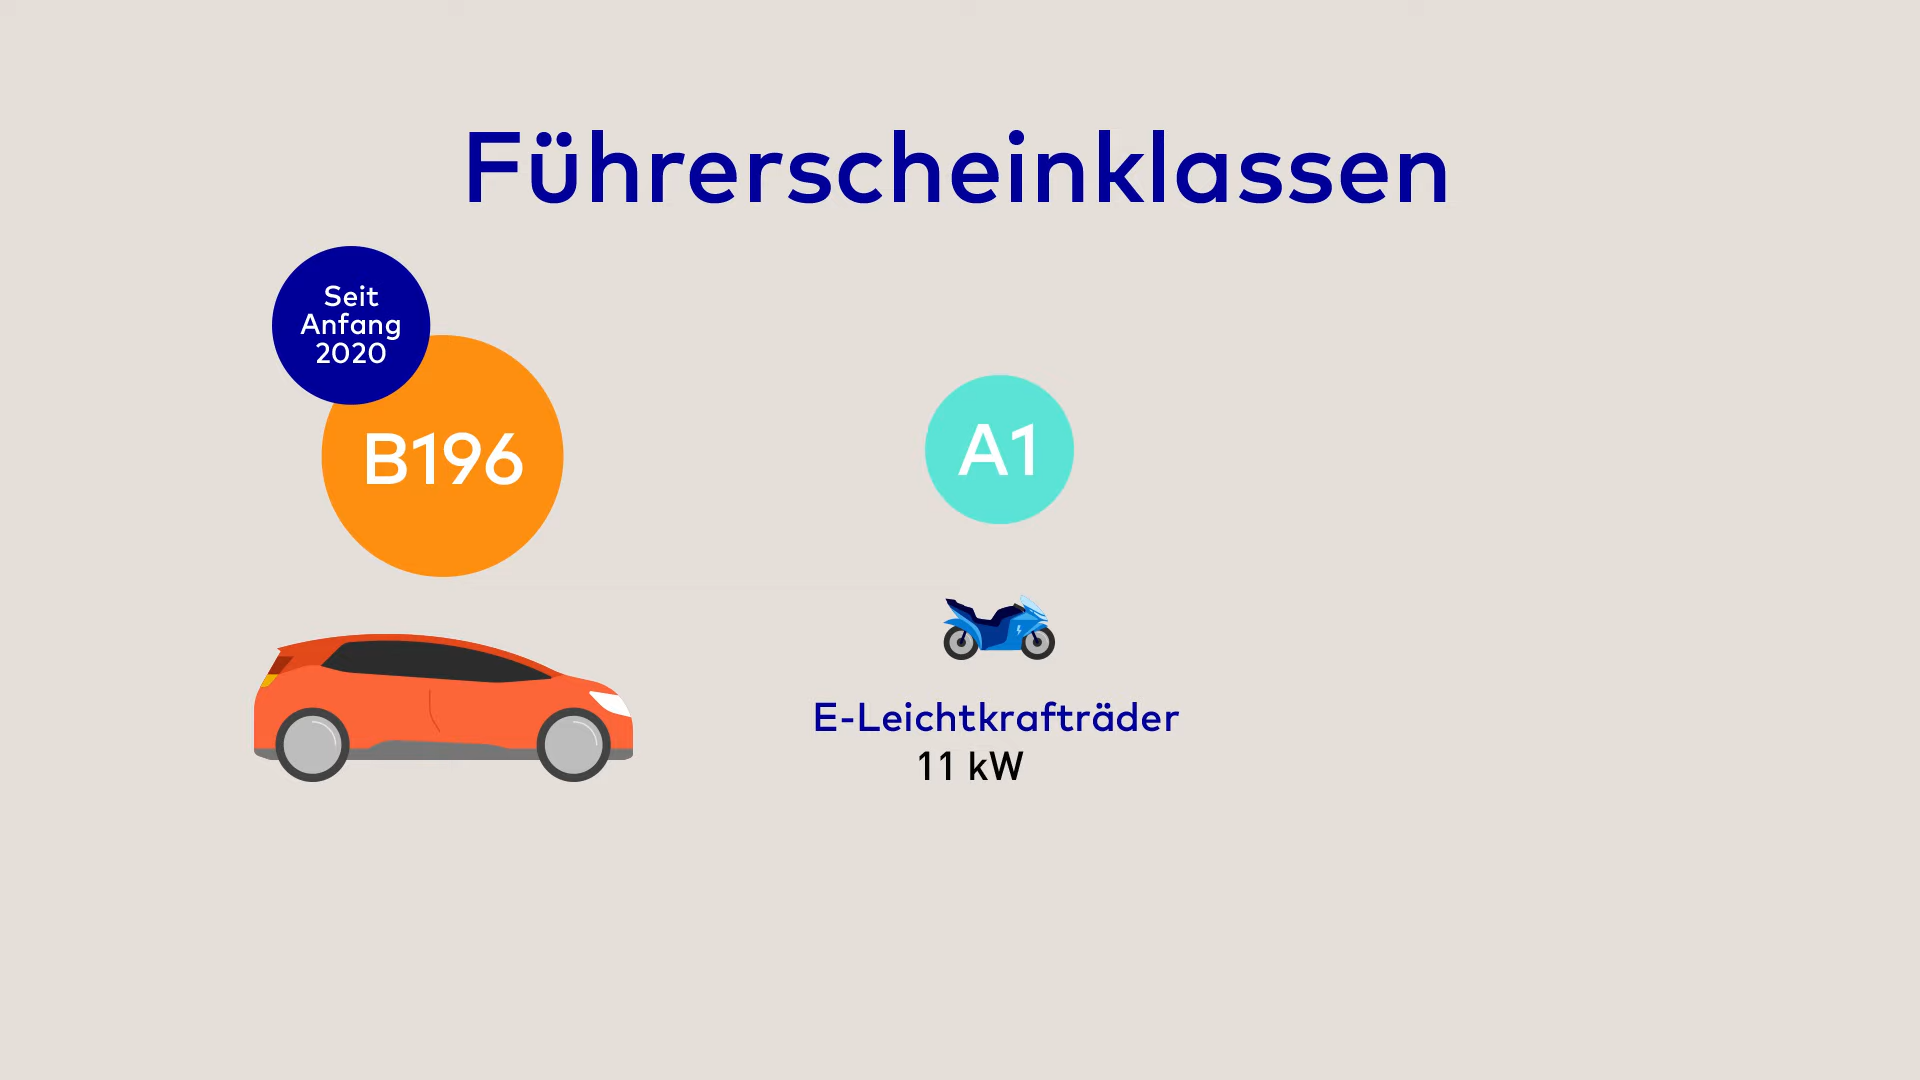 Führerscheinklassen
Seit
Anfang
2020
B196
A1
E-Leichtkrafträder
11 kW